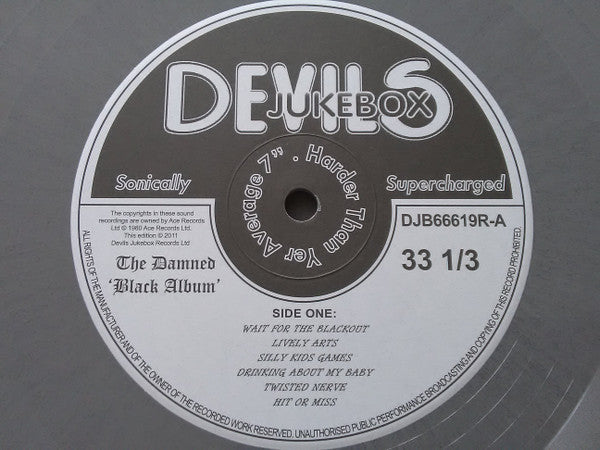 DEVILS
JUKEBOX
Harder Than Yer Average 7" .
Sonically
Supercharged
The copyrights in these sound
recordings are owned by Ace Records
Ltd © 1980 Ace Records Ltd.
This edition © 2011
Devils Jukebox Records Ltd
DJB66619R-A
33 1/3
The Damned
'Black Album'
SIDE ONE:
WAIT FOR THE BLACKOUT
LIVELY ARTS
SILLY KIDS GAMES
DRINKING ABOUT MY BABY
TWISTED NERVE
HIT OR MISS
ALL RIGHTS OF THE MANUFACTURER AND OF THE OWNER OF THE RECORDED WORK RESERVED. UNAUTHORISED PUBLIC PERFORMANCE BROADCASTING AND COPYING OF THIS RECORD PROHIBITED.